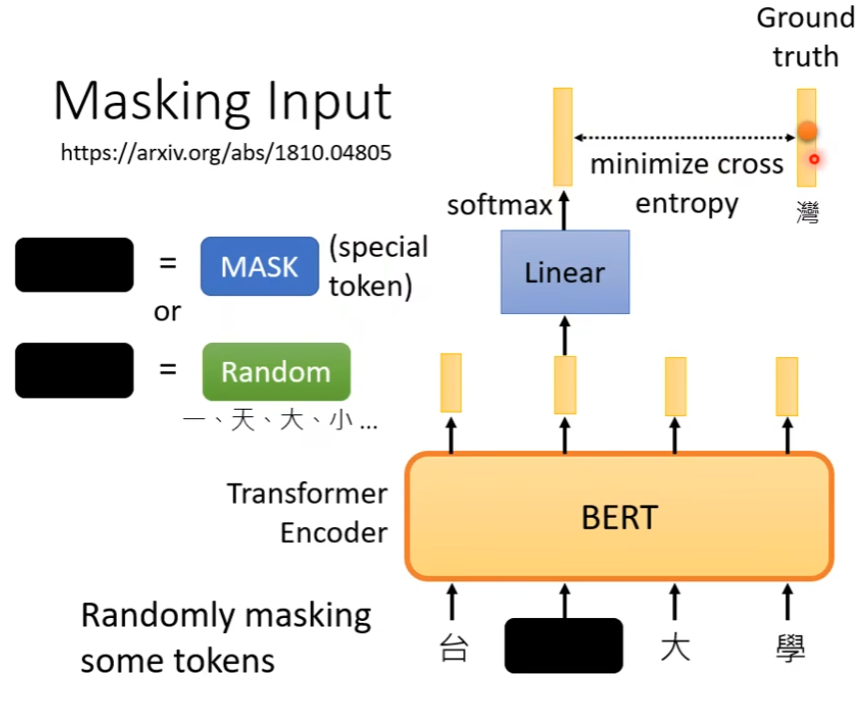 Ground
truth
Masking Input
https://arxiv.org/abs/1810.04805
minimize cross
entropy
softmax
灣
= MASK (special
token)
or
Linear
= Random
一、天、大、小 ...
Transformer
Encoder
BERT
Randomly masking
some tokens
台 大 學